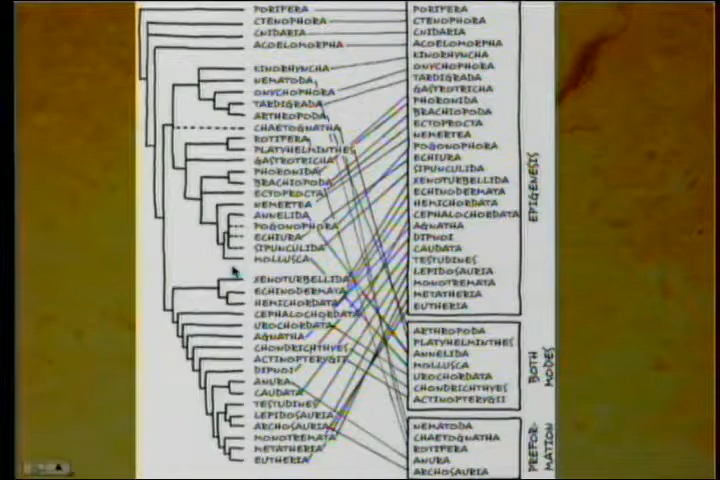 PORIFERA
CTENOPHORA
CNIDARIA
ACOELOMORPHA
KINORHYNCHA
NEMATODA
ONYCHOPHORA
TARDIGRADA
ARTHROPODA
CHAETOGNATHA
ROTIFERA
PLATYHELMINTHES
GASTROTRICHA
PHORONIDA
BRACHIOPODA
ECTOPROCTA
NEMERTEA
ANNELIDA
POGONOPHORA
ECHIURA
SIPUNCULIDA
MOLLUSCA
XENOTURBELLIDA
ECHINODERMATA
HEMICHORDATA
CEPHALOCHORDATA
UROCHORDATA
AGNATHA
CHONDRICHTHYES
ACTINOPTERYGII
DIPNOI
ANURA
CAUDATA
TESTUDINES
LEPIDOSAURIA
ARCHOSAURIA
MONOTREMATA
METATHERIA
EUTHERIA
PORIFERA
CTENOPHORA
CNIDARIA
ACOELOMORPHA
KINORHYNCHA
ONYCHOPHORA
TARDIGRADA
GASTROTRICHA
PHORONIDA
BRACHIOPODA
ECTOPROCTA
NEMERTEA
POGONOPHORA
ECHIURA
SIPUNCULIDA
XENOTURBELLIDA
ECHINODERMATA
HEMICHORDATA
CEPHALOCHORDATA
AGNATHA
DIPNOI
CAUDATA
TESTUDINES
LEPIDOSAURIA
MONOTREMATA
METATHERIA
EUTHERIA
EPIGENESIS
ARTHROPODA
PLATYHELMINTHES
ANNELIDA
MOLLUSCA
UROCHORDATA
CHONDRICHTHYES
ACTINOPTERYGII
BOTH
MODES
NEMATODA
CHAETOGNATHA
ROTIFERA
ANURA
ARCHOSAURIA
PREFOR-
MATION